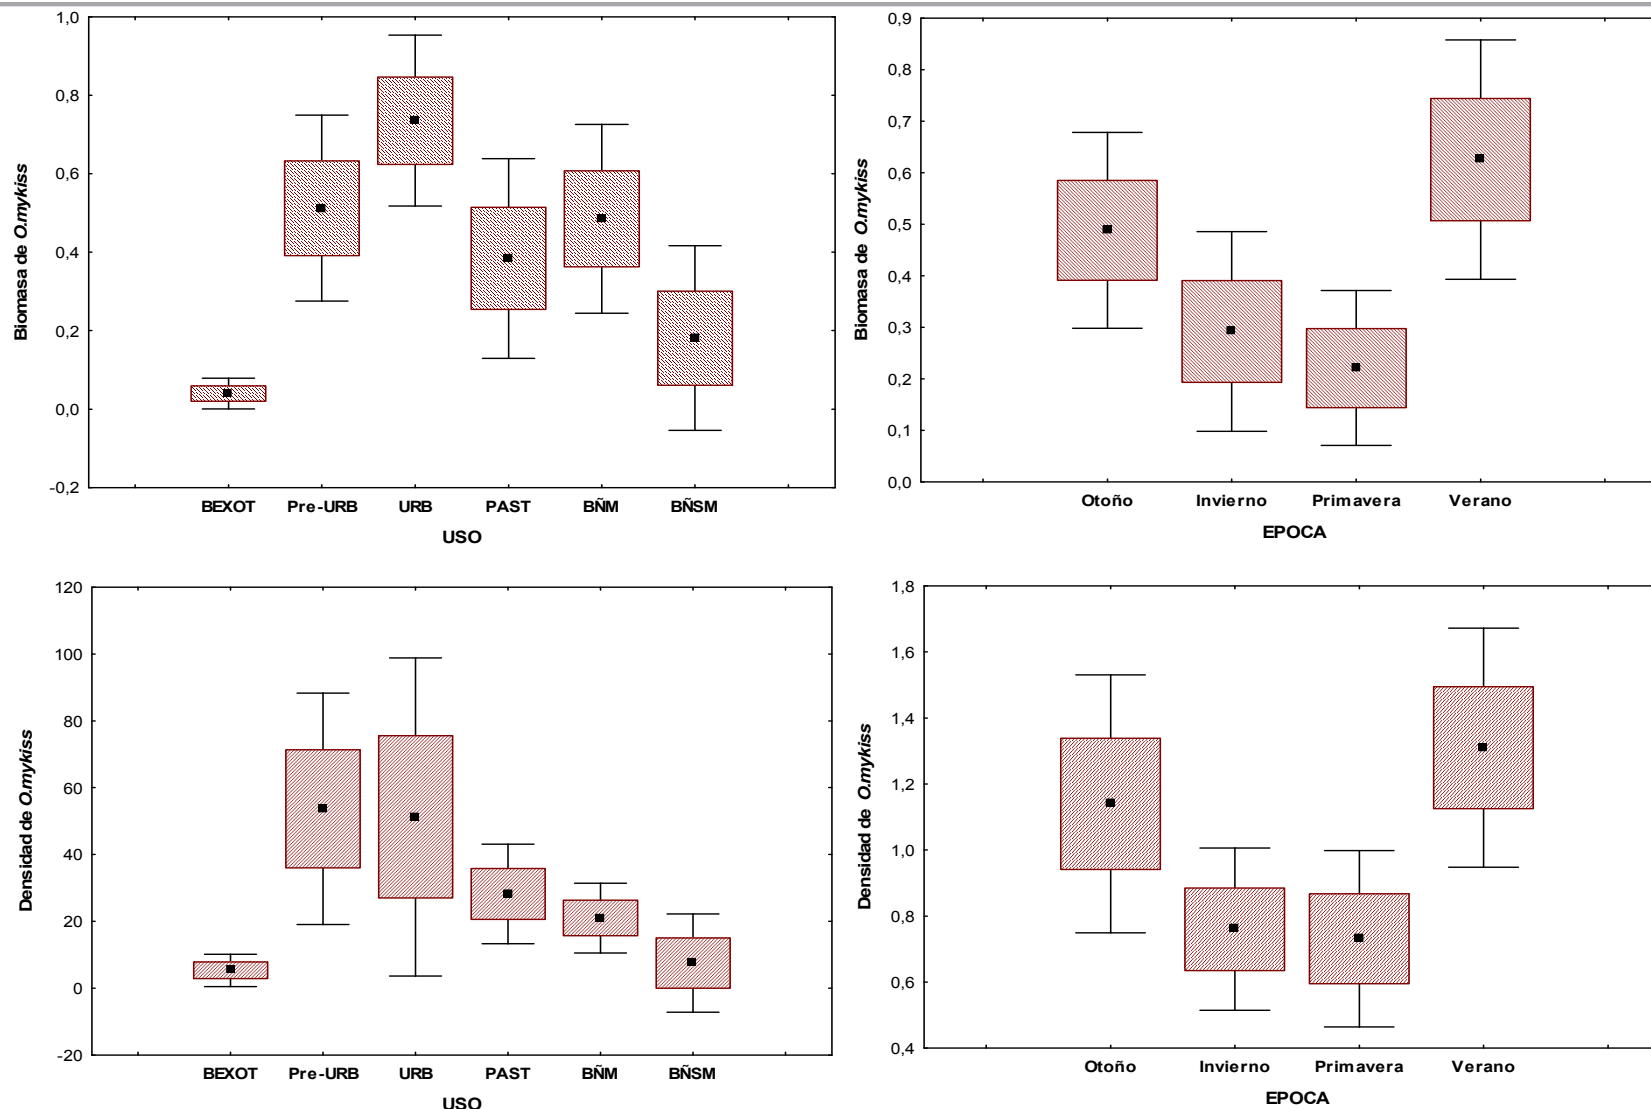 Biomasa de O.mykiss
1,0
0,8
0,6
0,4
0,2
0,0
-0,2
BEXOT Pre-URB URB PAST BÑM BÑSM
USO
Biomasa de O.mykiss
0,9
0,8
0,7
0,6
0,5
0,4
0,3
0,2
0,1
0,0
Otoño Invierno Primavera Verano
EPOCA
Densidad de O.mykiss
120
100
80
60
40
20
0
-20
BEXOT Pre-URB URB PAST BÑM BÑSM
USO
Densidad de O.mykiss
1,8
1,6
1,4
1,2
1,0
0,8
0,6
0,4
Otoño Invierno Primavera Verano
EPOCA